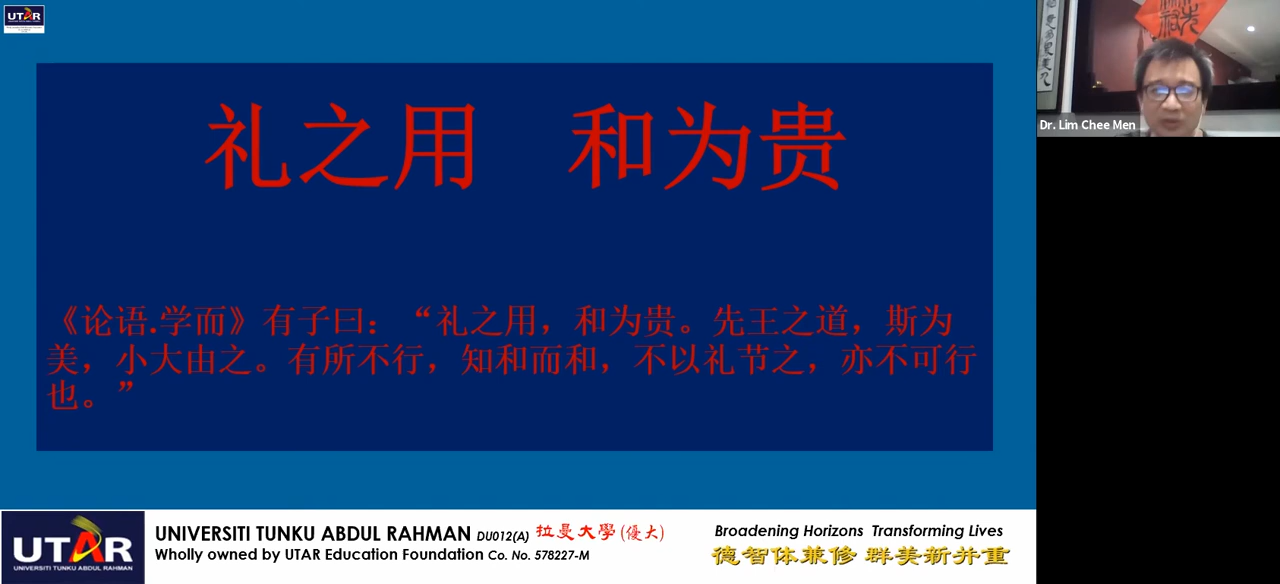 UTAR
礼之用 和为贵
《论语.学而》有子曰：“礼之用，和为贵。先王之道，斯为
美，小大由之。有所不行，知和而和，不以礼节之，亦不可行
也。”
Dr. Lim Chee Men
UTAR
UNIVERSITI TUNKU ABDUL RAHMAN
UNIVERSITI TUNKU ABDUL RAHMAN DU012(A) 拉曼大學(優大)
Wholly owned by UTAR Education Foundation Co. No. 578227-M
Broadening Horizons Transforming Lives
德智体兼修 群美新并重